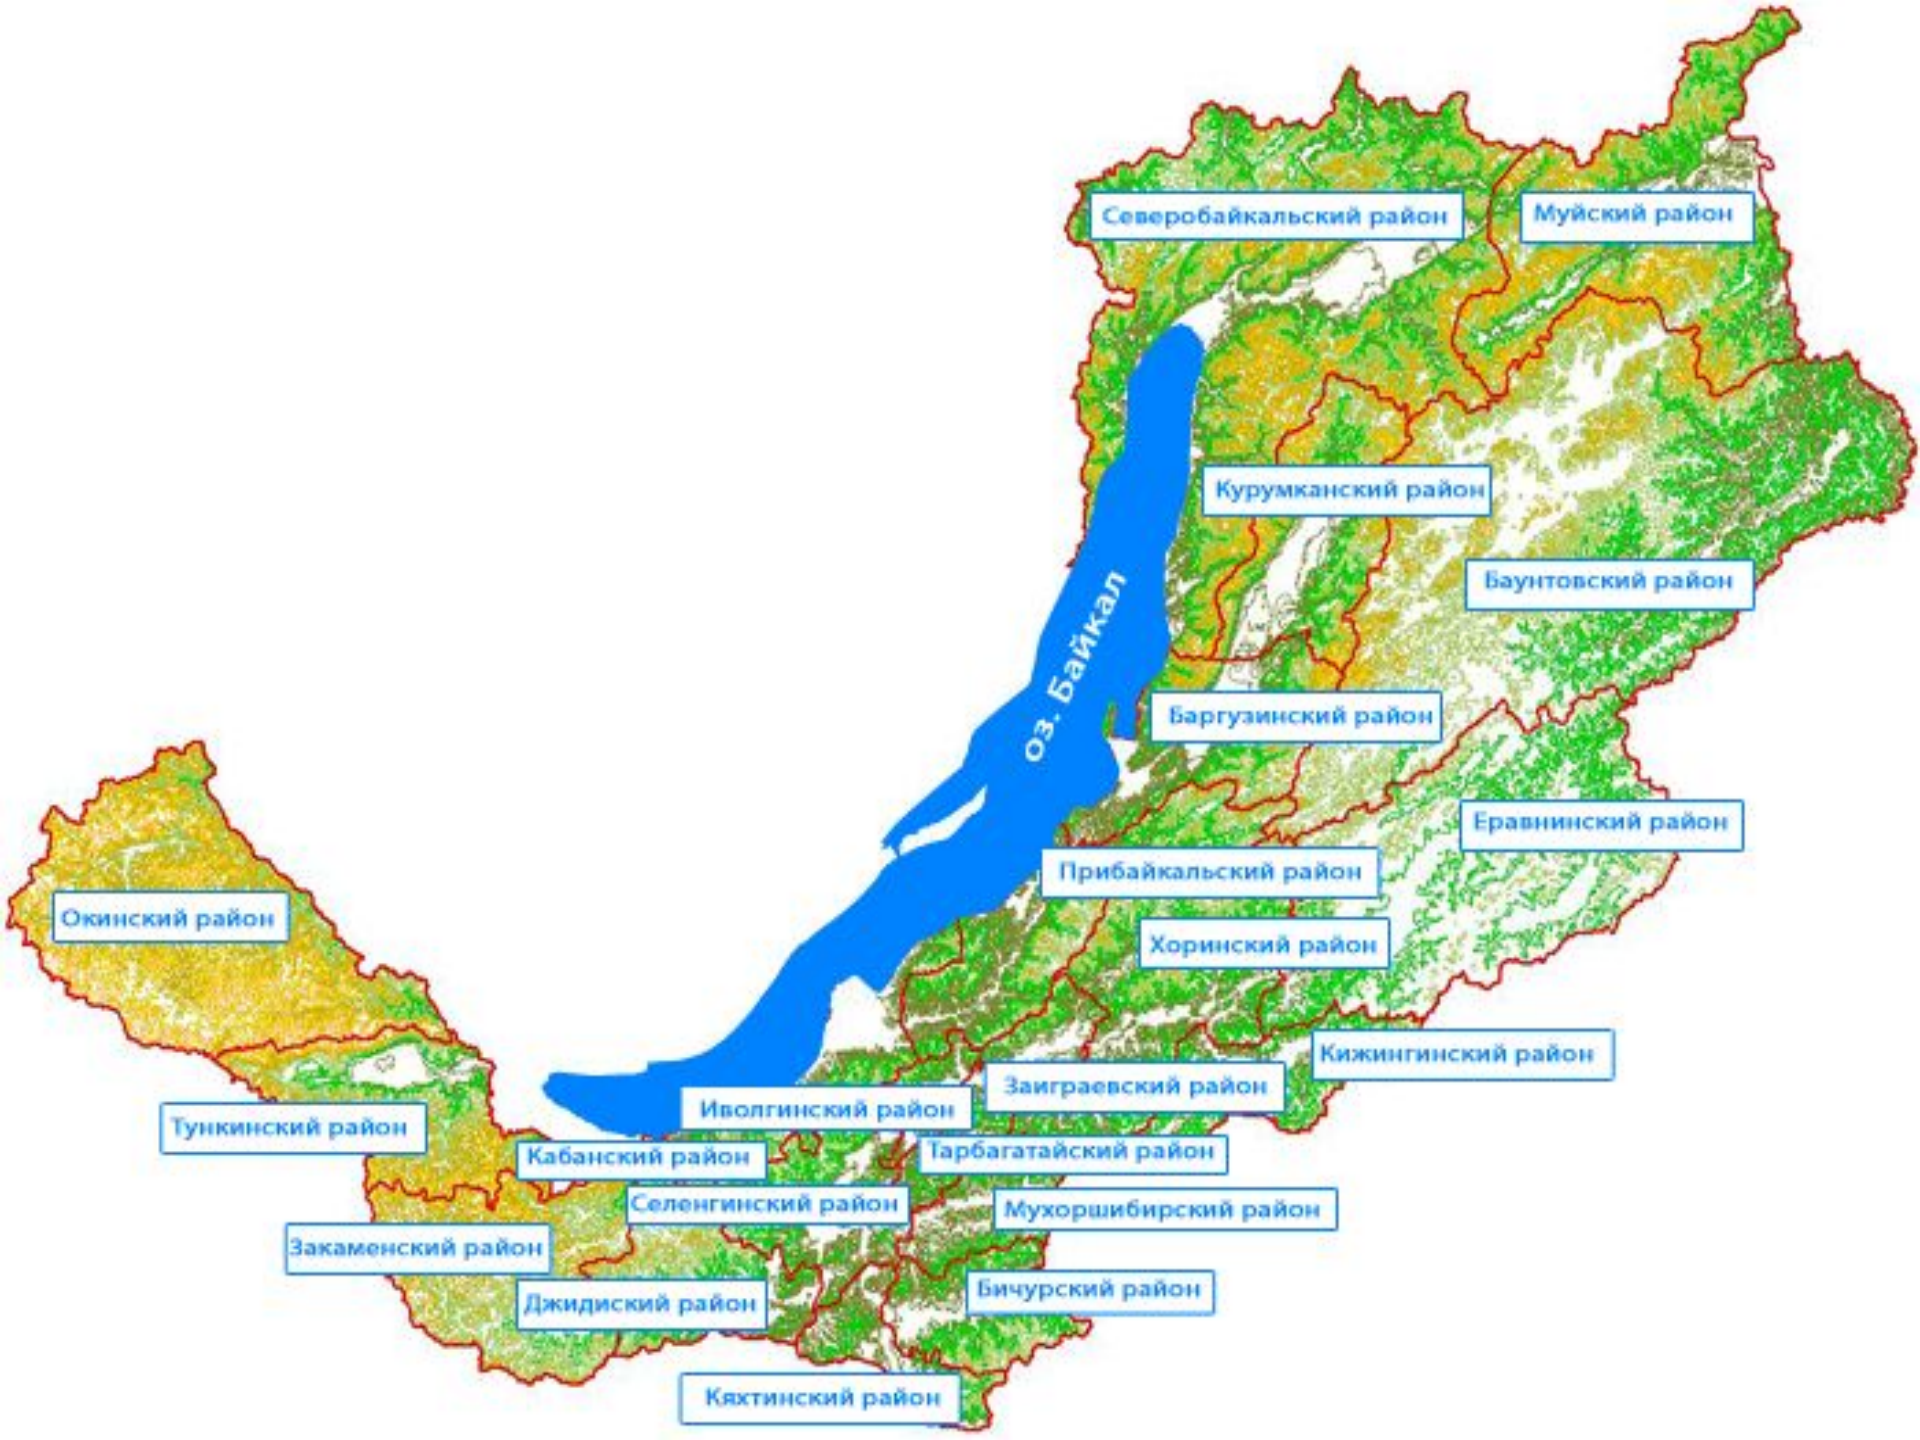 Северобайкальский район
Муйский район
Курумканский район
Баунтовский район
оз. Байкал
Баргузинский район
Еравнинский район
Прибайкальский район
Окинский район
Хоринский район
Кижингинский район
Заиграевский район
Иволгинский район
Тункинский район
Тарбагатайский район
Кабанский район
Селенгинский район
Мухоршибирский район
Закаменский район
Бичурский район
Джидиский район
Кяхтинский район